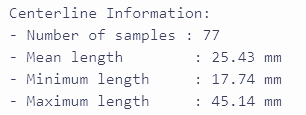 Centerline Information:
- Number of samples : 77
- Mean length       : 25.43 mm
- Minimum length    : 17.74 mm
- Maximum length    : 45.14 mm